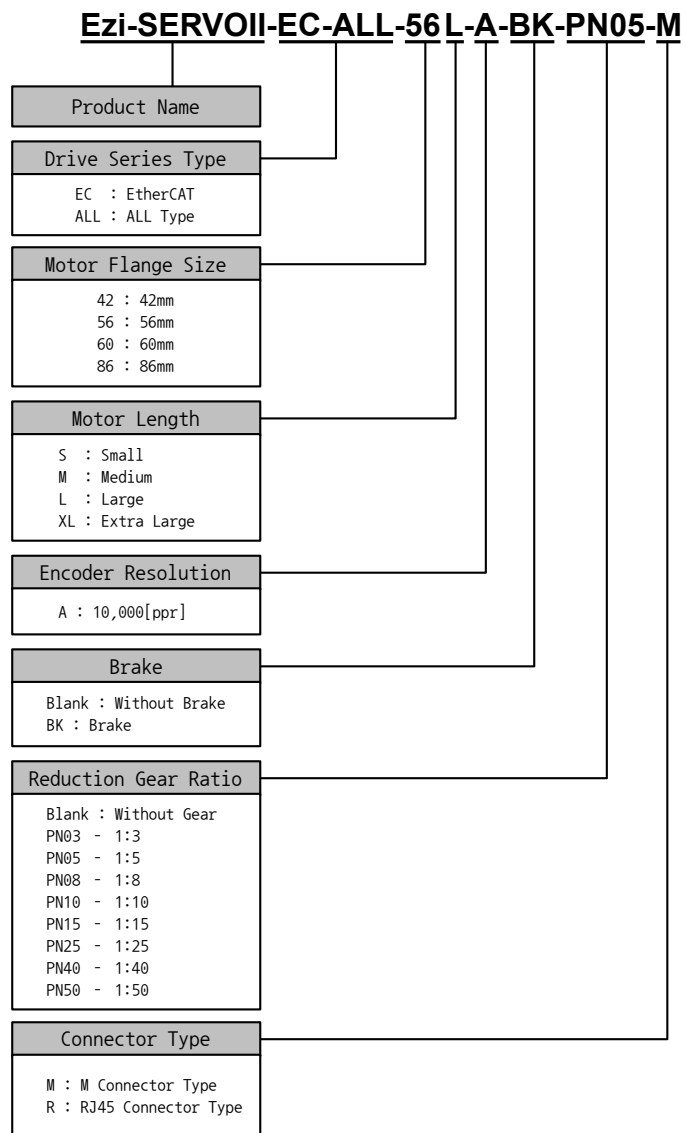 Ezi-SERVOII-EC-ALL-56L-A-BK-PN05-M
Product Name
Drive Series Type
EC : EtherCAT
ALL : ALL Type
Motor Flange Size
42 : 42mm
56 : 56mm
60 : 60mm
86 : 86mm
Motor Length
S : Small
M : Medium
L : Large
XL : Extra Large
Encoder Resolution
A : 10,000[ppr]
Brake
Blank : Without Brake
BK : Brake
Reduction Gear Ratio
Blank : Without Gear
PN03 - 1:3
PN05 - 1:5
PN08 - 1:8
PN10 - 1:10
PN15 - 1:15
PN25 - 1:25
PN40 - 1:40
PN50 - 1:50
Connector Type
M : M Connector Type
R : RJ45 Connector Type